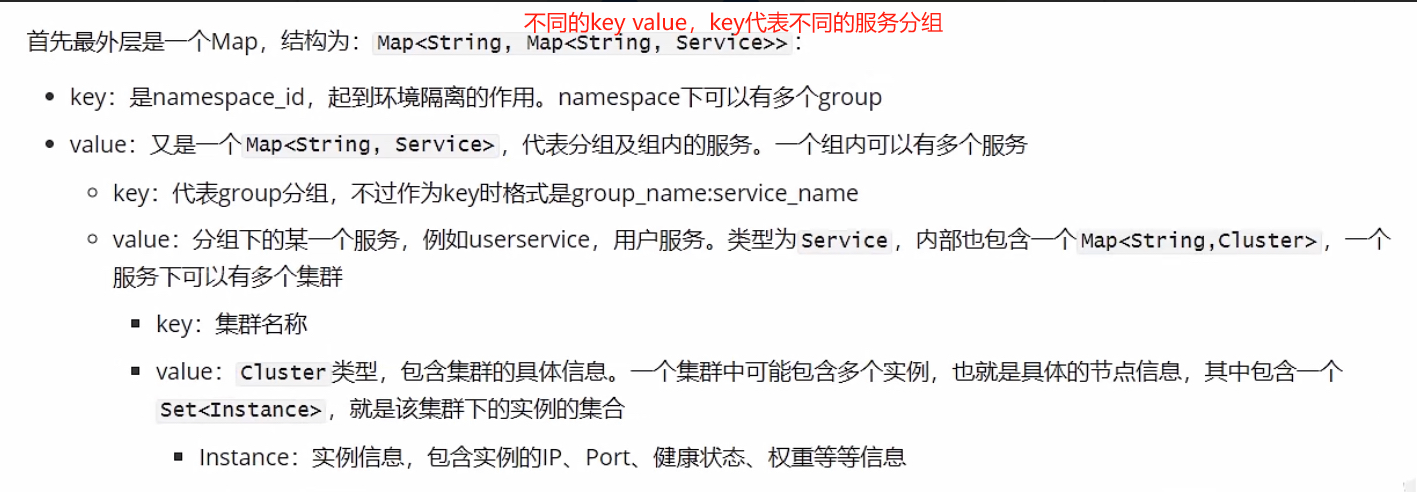 不同的key value，key代表不同的服务分组
首先最外层是一个Map，结构为：Map<String, Map<String, Service>>：
key：是namespace_id，起到环境隔离的作用。namespace下可以有多个group
value：又是一个Map<String, Service>，代表分组及组内的服务。一个组内可以有多个服务
key：代表group分组，不过作为key时格式是group_name:service_name
value：分组下的某一个服务，例如userservice，用户服务。类型为Service，内部也包含一个Map<String,Cluster>，一个
服务下可以有多个集群
key：集群名称
value：Cluster类型，包含集群的具体信息。一个集群中可能包含多个实例，也就是具体的节点信息，其中包含一个
Set<Instance>，就是该集群下的实例的集合
Instance：实例信息，包含实例的IP、Port、健康状态、权重等等信息